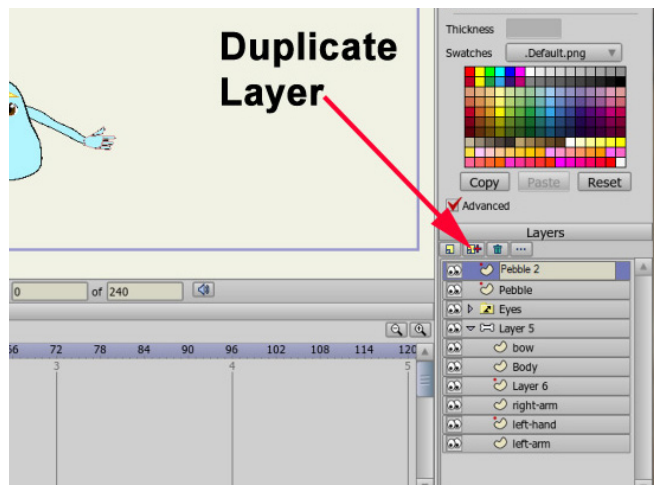 Duplicate
Layer
Thickness
Swatches .Default.png
Copy Paste Reset
Advanced
Layers
Pebble 2
Pebble
Eyes
Layer 5
bow
Body
Layer 6
right-arm
left-hand
left-arm
0 of 240
66 72 78 84 90 96 102 108 114 120
3 4 5